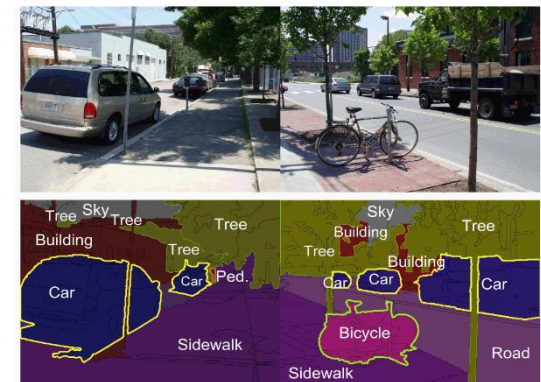 Sky
Tree Tree
Tree
Building
Tree
Car
Car
Ped.
Sidewalk
Sky
Tree
Building
Tree
Building
Car
Car
Car
Bicycle
Road
Sidewalk